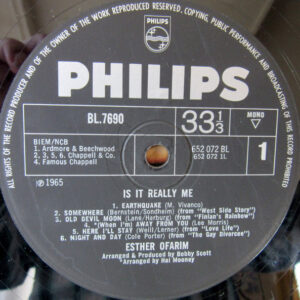 ALL RIGHTS OF THE RECORD PRODUCER AND OF THE OWNER OF THE WORK REPRODUCED RESERVED. COPYING, PUBLIC PERFORMANCE AND BROADCASTING OF THIS RECORD PROHIBITED
PHILIPS
PHILIPS
BL.7690
33 1/3
MONO
▽
BIEM/NCB
1. Ardmore & Beechwood
2, 3, 5, 6. Chappell & Co.
4. Famous Chappell
652 072 BL
652 072 1L
1
Ⓟ 1965
IS IT REALLY ME
1. EARTHQUAKE (M. Vivanco)
2. SOMEWHERE (Bernstein/Sondheim) (from "West Side Story")
3. OLD DEVIL MOON (Lane/Harburg) (from "Finian's Rainbow")
4. *(When I'm) AWAY FROM YOU (Leo Morris)
5. HERE I'LL STAY (Weill/Lerner) (from "Love Life")
6. NIGHT AND DAY (Cole Porter) (from "The Gay Divorcee")
ESTHER OFARIM
Arranged & Produced by Bobby Scott
*Arranged by Hal Mooney